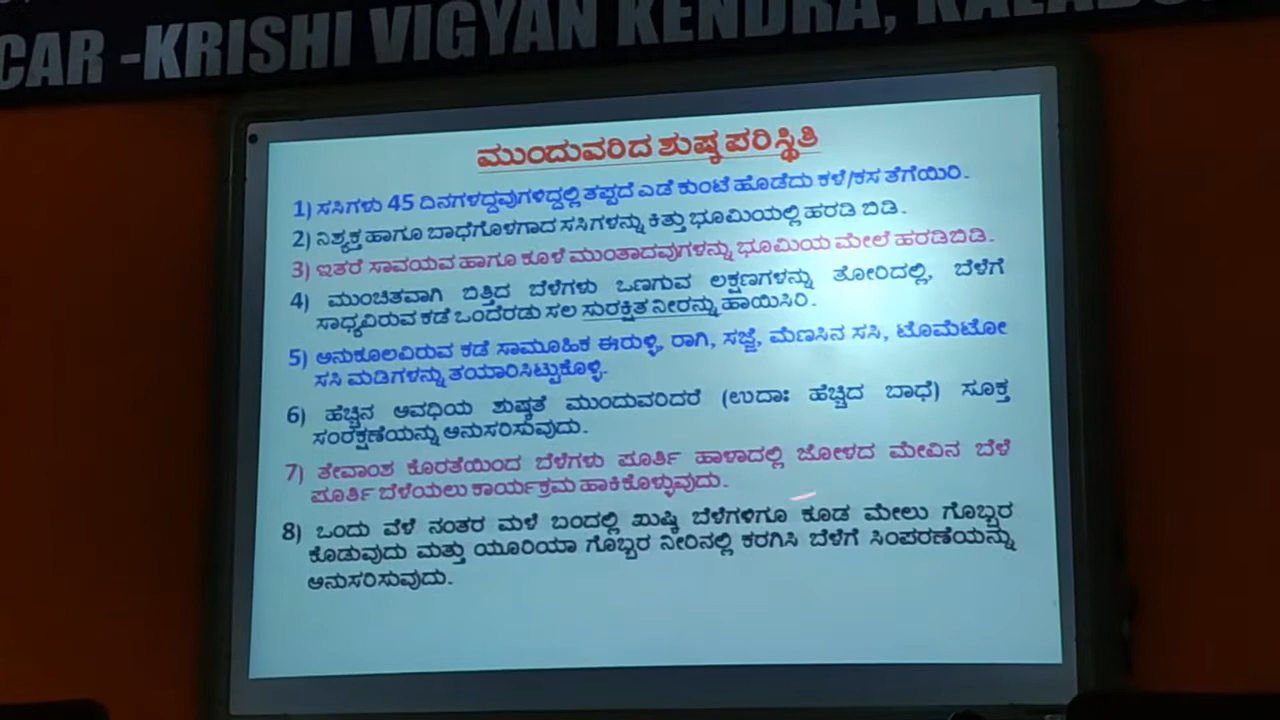 CAR -KRISHI VIGYAN KENDRA,
ಮುಂದುವರಿದ ಶುಷ್ಕ ಪರಿಸ್ಥಿತಿ
1) ಸಸಿಗಳು 45 ದಿನಗಳದ್ದವುಗಳಿದ್ದಲ್ಲಿ ತಪ್ಪದೆ ಎಡೆ ಕುಂಟೆ ಹೊಡೆದು ಕಳೆ/ಕಸ ತೆಗೆಯಿರಿ.
2) ನಿಶ್ಯಕ್ತ ಹಾಗೂ ಬಾಧೆಗೊಳಗಾದ ಸಸಿಗಳನ್ನು ಕಿತ್ತು ಭೂಮಿಯಲ್ಲಿ ಹರಡಿ ಬಿಡಿ.
3) ಇತರೆ ಸಾವಯವ ಹಾಗೂ ಕೂಳೆ ಮುಂತಾದವುಗಳನ್ನು ಭೂಮಿಯ ಮೇಲೆ ಹರಡಿಬಿಡಿ.
4) ಮುಂಚಿತವಾಗಿ ಬಿತ್ತಿದ ಬೆಳೆಗಳು ಒಣಗುವ ಲಕ್ಷಣಗಳನ್ನು ತೋರಿದಲ್ಲಿ, ಬೆಳೆಗೆ
ಸಾಧ್ಯವಿರುವ ಕಡೆ ಒಂದೆರಡು ಸಲ ಸುರಕ್ಷಿತ ನೀರನ್ನು ಹಾಯಿಸಿರಿ.
5) ಅನುಕೂಲವಿರುವ ಕಡೆ ಸಾಮೂಹಿಕ ಈರುಳ್ಳಿ, ರಾಗಿ, ಸಜ್ಜೆ, ಮೆಣಸಿನ ಸಸಿ, ಟೊಮೆಟೋ
ಸಸಿ ಮಡಿಗಳನ್ನು ತಯಾರಿಸಿಟ್ಟುಕೊಳ್ಳಿ.
6) ಹೆಚ್ಚಿನ ಅವಧಿಯ ಶುಷ್ಕತೆ ಮುಂದುವರಿದರೆ (ಉದಾಃ ಹೆಚ್ಚಿದ ಬಾಧೆ) ಸೂಕ್ತ
ಸಂರಕ್ಷಣೆಯನ್ನು ಅನುಸರಿಸುವುದು.
7) ತೇವಾಂಶ ಕೊರತೆಯಿಂದ ಬೆಳೆಗಳು ಪೂರ್ತಿ ಹಾಳಾದಲ್ಲಿ ಜೋಳದ ಮೇವಿನ ಬೆಳೆ
ಪೂರ್ತಿ ಬೆಳೆಯಲು ಕಾರ್ಯಕ್ರಮ ಹಾಕಿಕೊಳ್ಳುವುದು.
8) ಒಂದು ವೆಳೆ ನಂತರ ಮಳೆ ಬಂದಲ್ಲಿ ಖುಷ್ಕಿ ಬೆಳೆಗಳಿಗೂ ಕೂಡ ಮೇಲು ಗೊಬ್ಬರ
ಕೊಡುವುದು ಮತ್ತು ಯೂರಿಯಾ ಗೊಬ್ಬರ ನೀರಿನಲ್ಲಿ ಕರಗಿಸಿ ಬೆಳೆಗೆ ಸಿಂಪರಣೆಯನ್ನು
ಅನುಸರಿಸುವುದು.